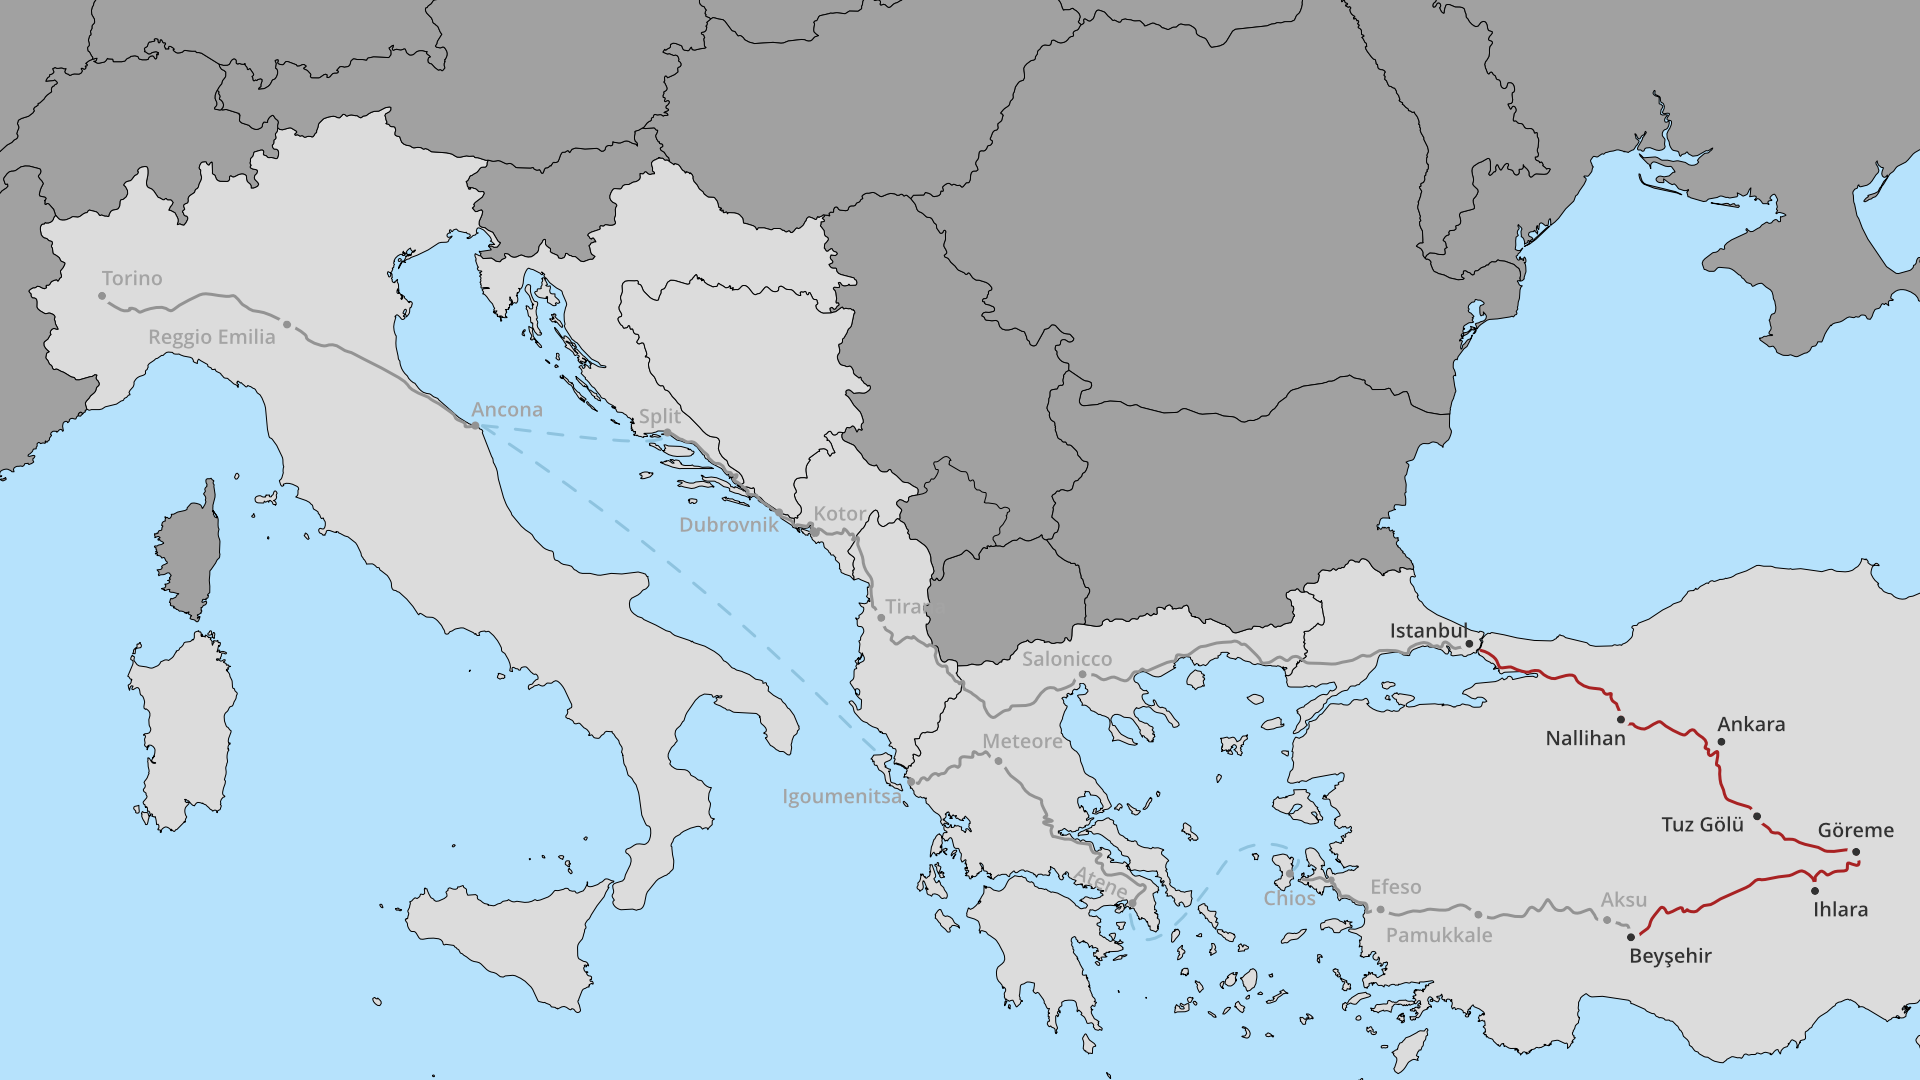 Torino
Reggio Emilia
Ancona
Split
Dubrovnik
Kotor
Tirana
Salonicco
Istanbul
Nallihan
Ankara
Meteore
Igoumenitsa
Tuz Gölü
Göreme
Atene
Chios
Efeso
Pamukkale
Aksu
Ihlara
Beyşehir